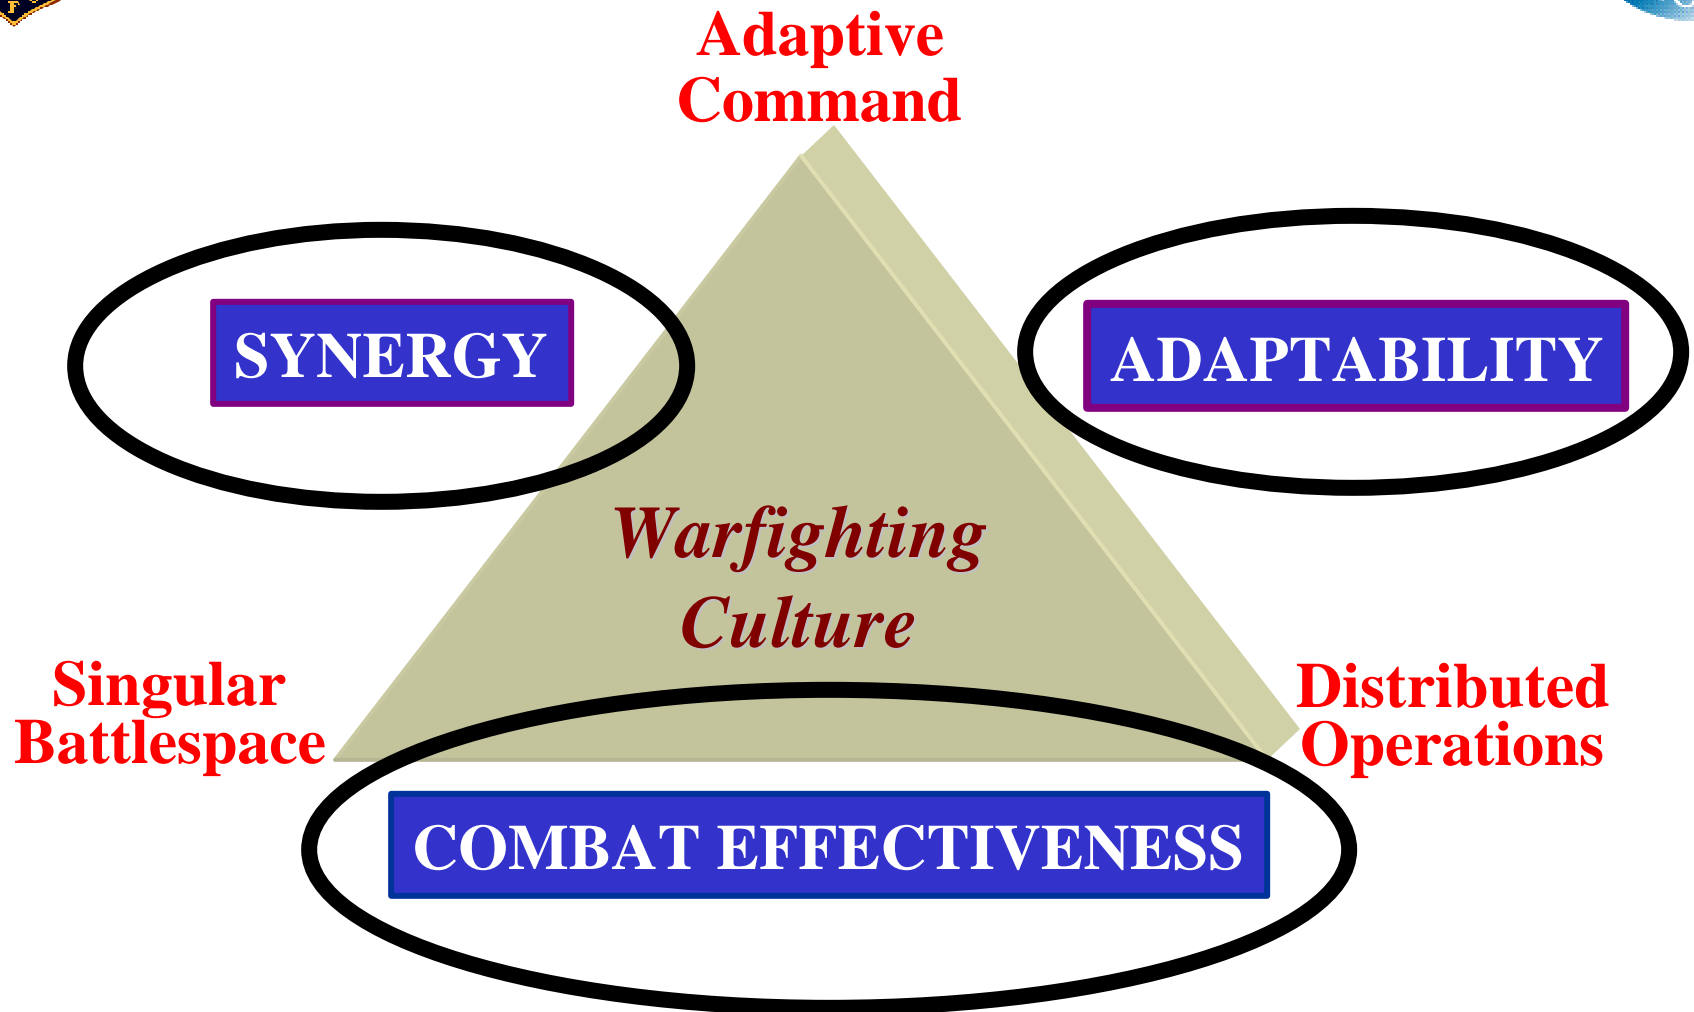 Adaptive
Command
SYNERGY
ADAPTABILITY
Warfighting
Culture
Singular
Battlespace
Distributed
Operations
COMBAT EFFECTIVENESS